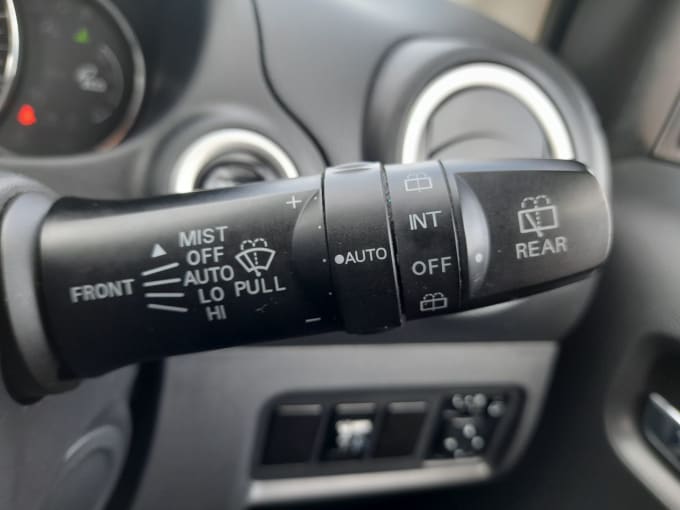 FRONT
MIST
OFF
AUTO
LO
HI
PULL
+
-
AUTO
INT
OFF
REAR